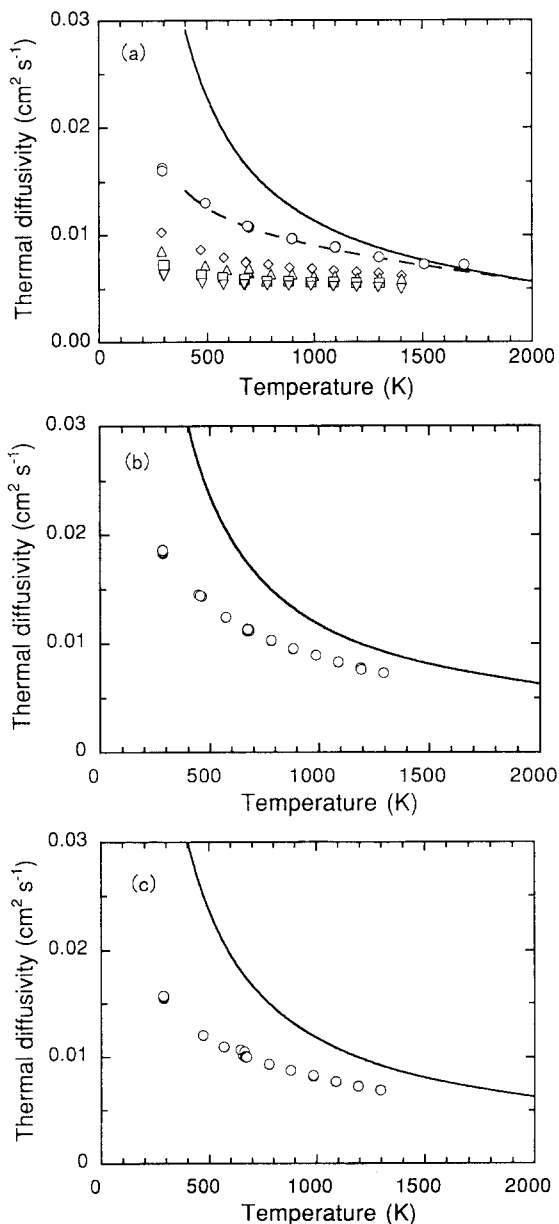 0.03
(a)
0.02
0.01
0.00
0 500 1000 1500 2000
Thermal diffusivity (cm² s⁻¹)
Temperature (K)
0.03
(b)
0.02
0.01
0
0 500 1000 1500 2000
Thermal diffusivity (cm² s⁻¹)
Temperature (K)
0.03
(c)
0.02
0.01
0
0 500 1000 1500 2000
Thermal diffusivity (cm² s⁻¹)
Temperature (K)